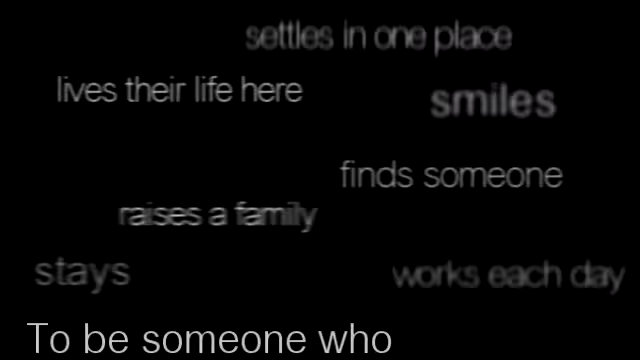 settles in one place
lives their life here
smiles
finds someone
raises a family
stays
works each day
To be someone who